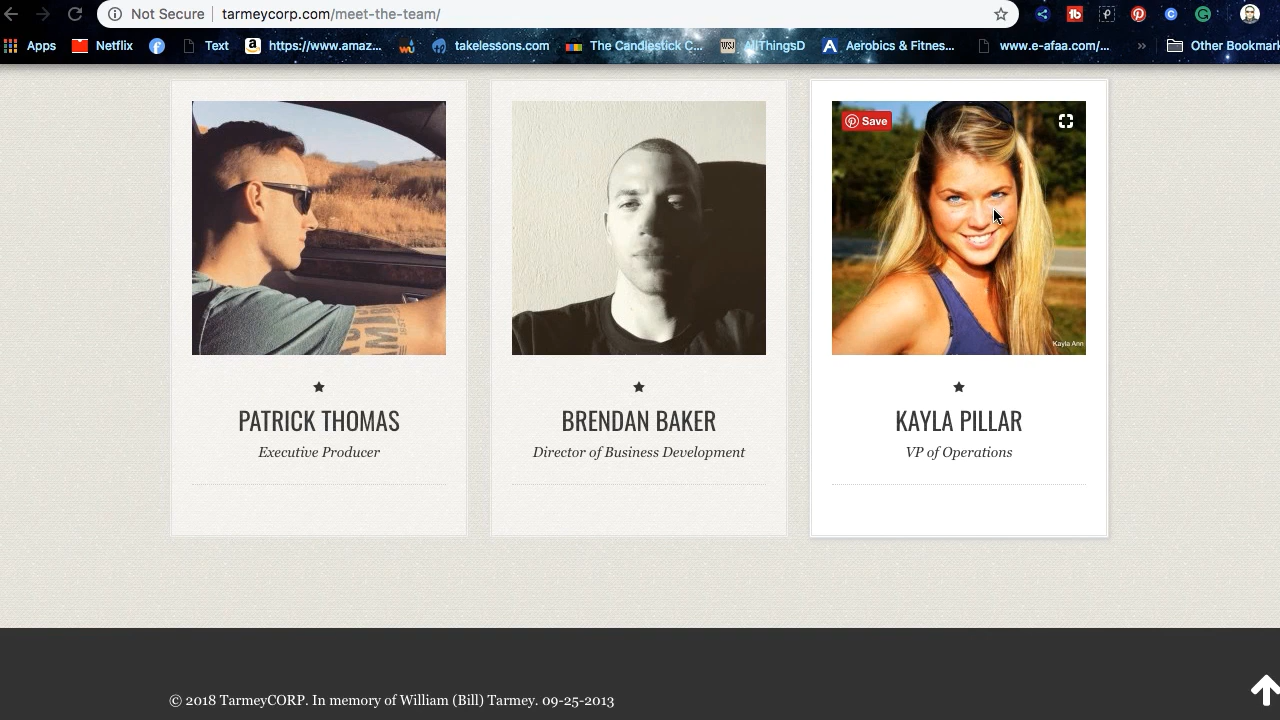 Not Secure tarmeycorp.com/meet-the-team/
Apps Netflix Text https://www.amaz... takelessons.com The Candlestick C... WSJ AllThingsD Aerobics & Fitnes... www.e-afaa.com/... » Other Bookmark
Save
Kayla Ann
PATRICK THOMAS BRENDAN BAKER KAYLA PILLAR
Executive Producer Director of Business Development VP of Operations
© 2018 TarmeyCORP. In memory of William (Bill) Tarmey. 09-25-2013